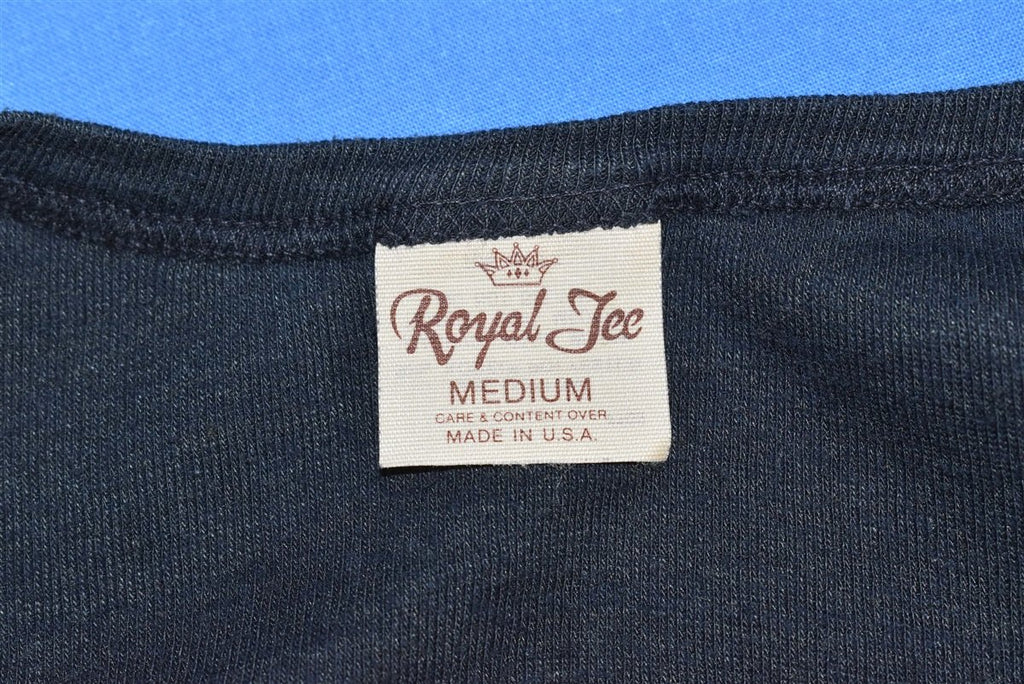 Royal Tee
MEDIUM
CARE & CONTENT OVER
MADE IN U.S.A.